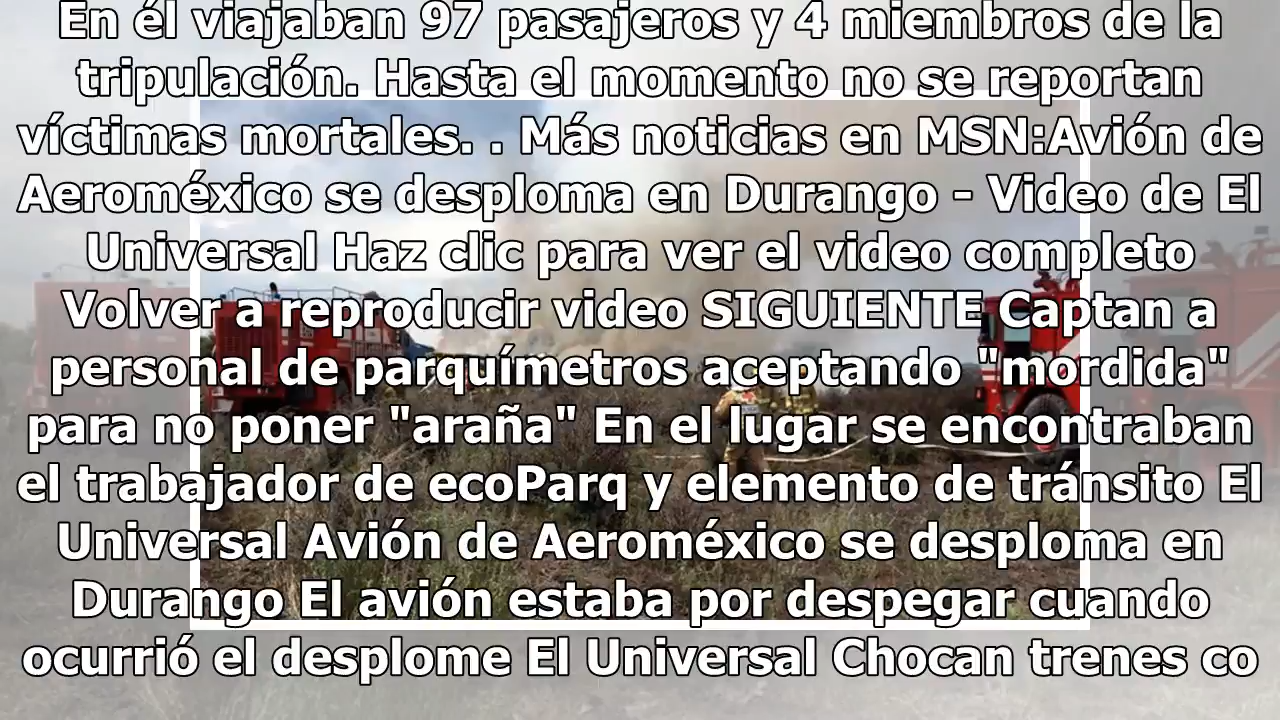 En él viajaban 97 pasajeros y 4 miembros de la
tripulación. Hasta el momento no se reportan
víctimas mortales. . Más noticias en MSN:Avión de
Aeroméxico se desploma en Durango - Video de El
Universal Haz clic para ver el video completo
Volver a reproducir video SIGUIENTE Captan a
personal de parquímetros aceptando "mordida"
para no poner "araña" En el lugar se encontraban
el trabajador de ecoParq y elemento de tránsito El
Universal Avión de Aeroméxico se desploma en
Durango El avión estaba por despegar cuando
ocurrió el desplome El Universal Chocan trenes co